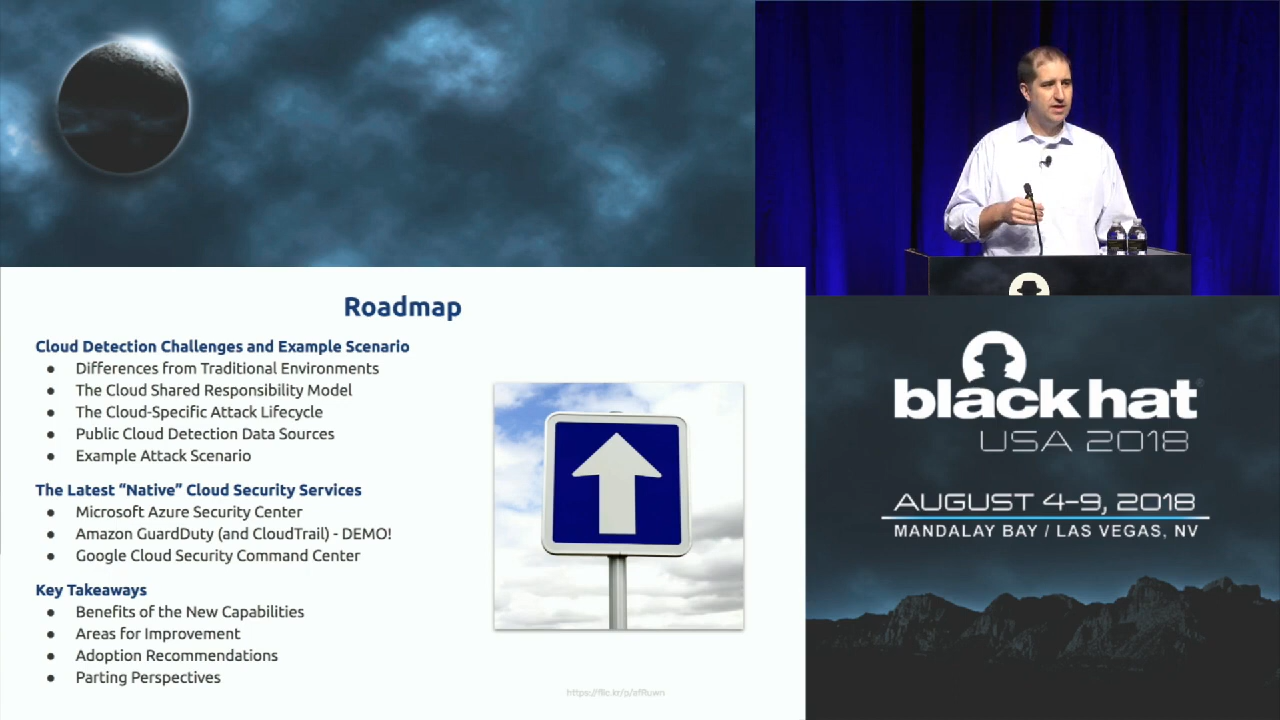 Roadmap
Cloud Detection Challenges and Example Scenario
● Differences from Traditional Environments
● The Cloud Shared Responsibility Model
● The Cloud-Specific Attack Lifecycle
● Public Cloud Detection Data Sources
● Example Attack Scenario
The Latest “Native” Cloud Security Services
● Microsoft Azure Security Center
● Amazon GuardDuty (and CloudTrail) - DEMO!
● Google Cloud Security Command Center
Key Takeaways
● Benefits of the New Capabilities
● Areas for Improvement
● Adoption Recommendations
● Parting Perspectives
black hat
USA 2018
AUGUST 4-9, 2018
MANDALAY BAY / LAS VEGAS, NV